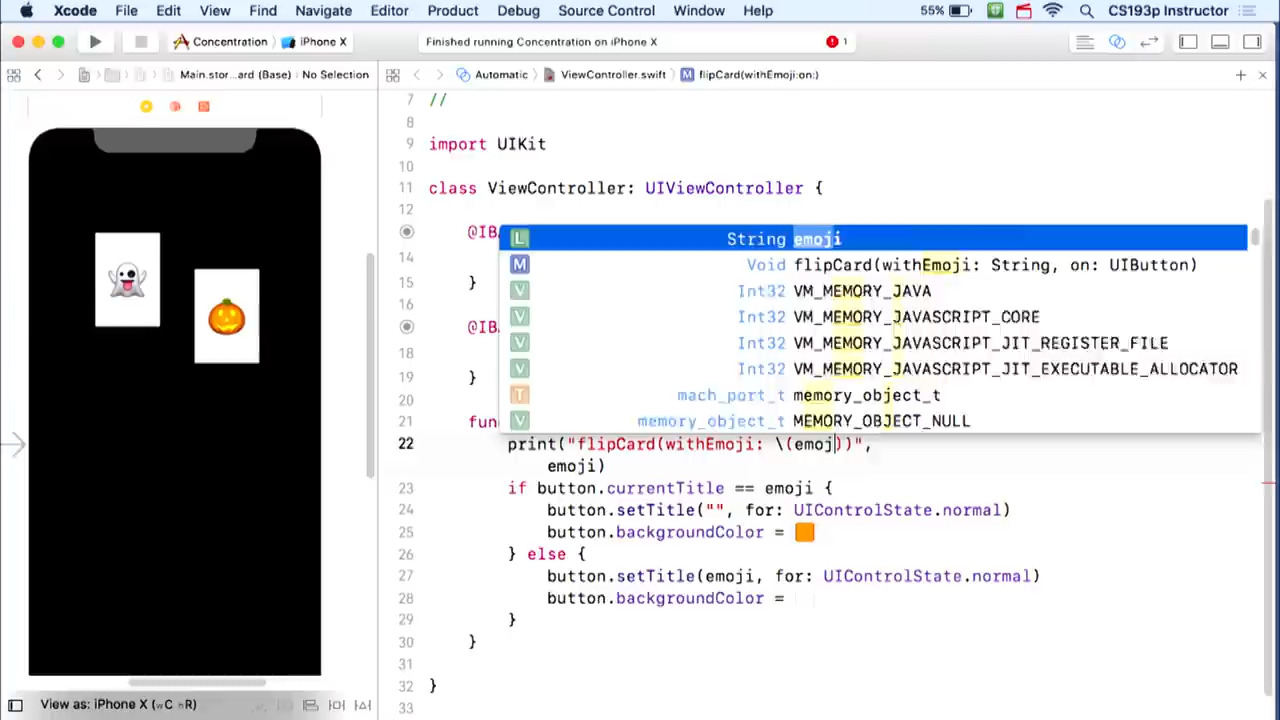 Xcode File Edit View Find Navigate Editor Product Debug Source Control Window Help 55% CS193p Instructor
Concentration iPhone X Finished running Concentration on iPhone X 1
Main.stor...ard (Base) No Selection Automatic ViewController.swift M flipCard(withEmoji:on:)
7 //
8
9 import UIKit
10
11 class ViewController: UIViewController {
12
@IB
14
15 }
16
@IB
18
19 }
20
21 fun
L String emoji
M Void flipCard(withEmoji: String, on: UIButton)
V Int32 VM_MEMORY_JAVA
V Int32 VM_MEMORY_JAVASCRIPT_CORE
V Int32 VM_MEMORY_JAVASCRIPT_JIT_REGISTER_FILE
V Int32 VM_MEMORY_JAVASCRIPT_JIT_EXECUTABLE_ALLOCATOR
T mach_port_t memory_object_t
V memory_object_t MEMORY_OBJECT_NULL
22 print("flipCard(withEmoji: \(emoj))",
emoji)
23 if button.currentTitle == emoji {
24 button.setTitle("", for: UIControlState.normal)
25 button.backgroundColor =
26 } else {
27 button.setTitle(emoji, for: UIControlState.normal)
28 button.backgroundColor =
29 }
30 }
31
32 }
33
View as: iPhone X (wC hR)